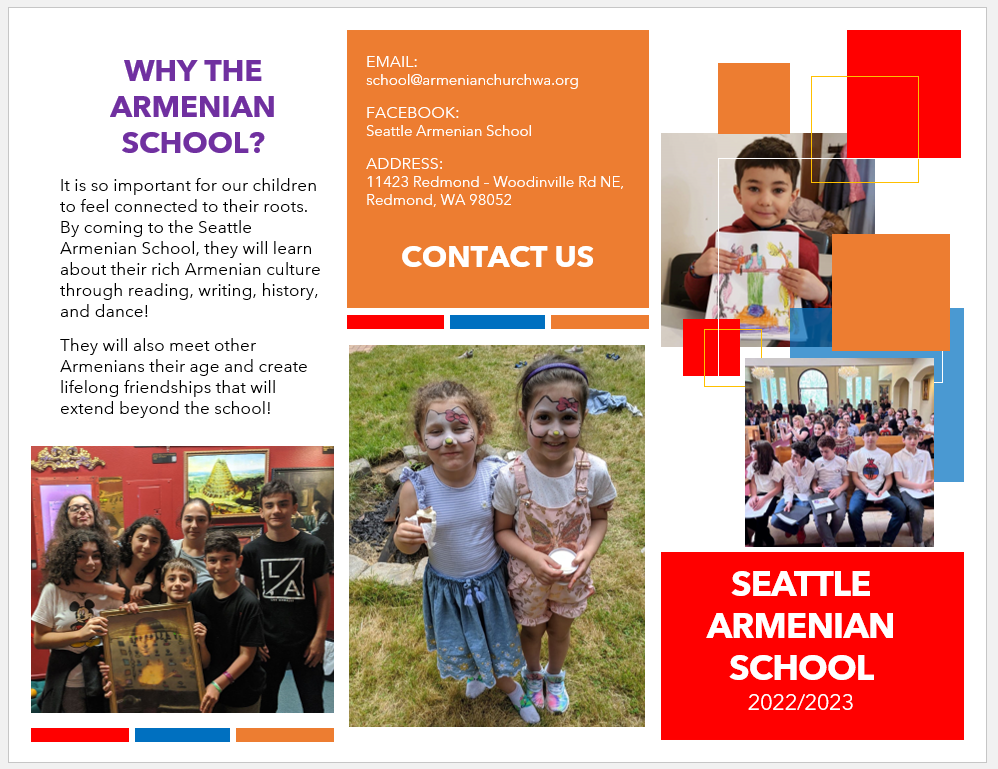 WHY THE
ARMENIAN
SCHOOL?
It is so important for our children
to feel connected to their roots.
By coming to the Seattle
Armenian School, they will learn
about their rich Armenian culture
through reading, writing, history,
and dance!
They will also meet other
Armenians their age and create
lifelong friendships that will
extend beyond the school!
L/A
EMAIL:
school@armenianchurchwa.org
FACEBOOK:
Seattle Armenian School
ADDRESS:
11423 Redmond - Woodinville Rd NE,
Redmond, WA 98052
CONTACT US
SEATTLE
ARMENIAN
SCHOOL
2022/2023